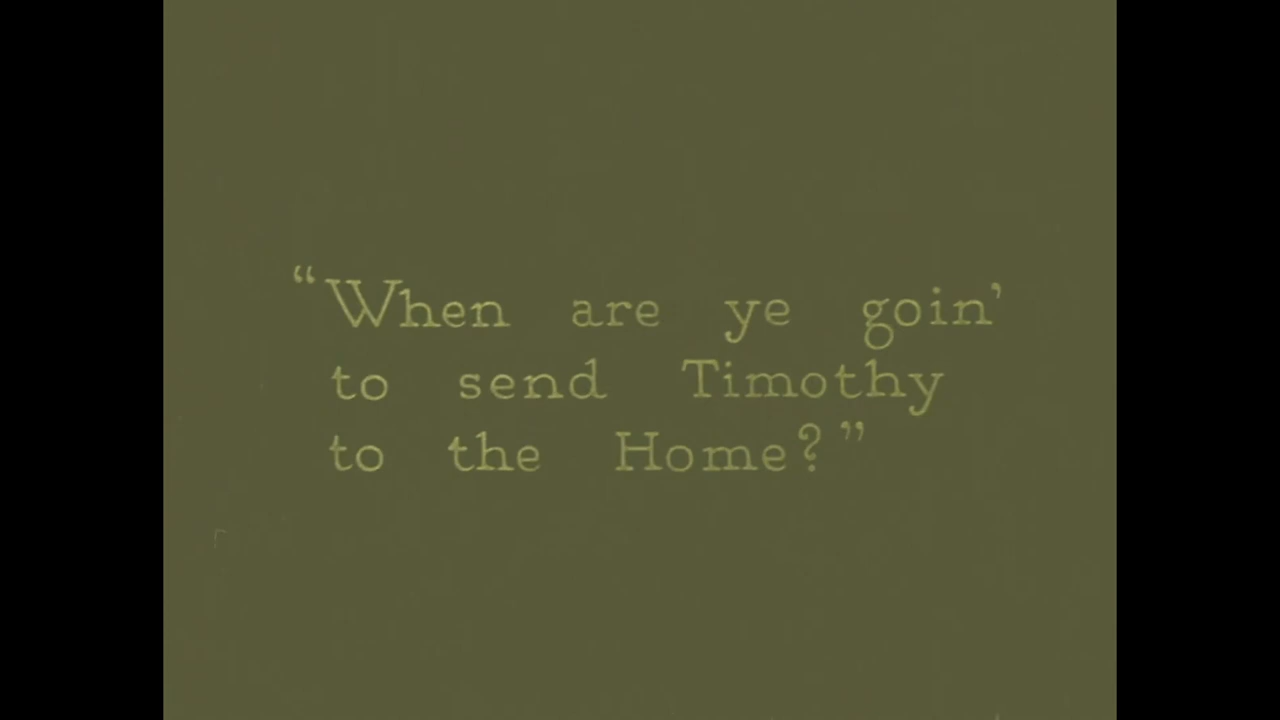 “When are ye goin’
to send Timothy
to the Home?”